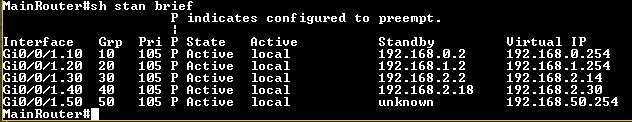 MainRouter#sh stan brief
P indicates configured to preempt.
|
Interface Grp Pri P State Active Standby Virtual IP
Gi0/0/1.10 10 105 P Active local 192.168.0.2 192.168.0.254
Gi0/0/1.20 20 105 P Active local 192.168.1.2 192.168.1.254
Gi0/0/1.30 30 105 P Active local 192.168.2.2 192.168.2.14
Gi0/0/1.40 40 105 P Active local 192.168.2.18 192.168.2.30
Gi0/0/1.50 50 105 P Active local unknown 192.168.50.254
MainRouter#